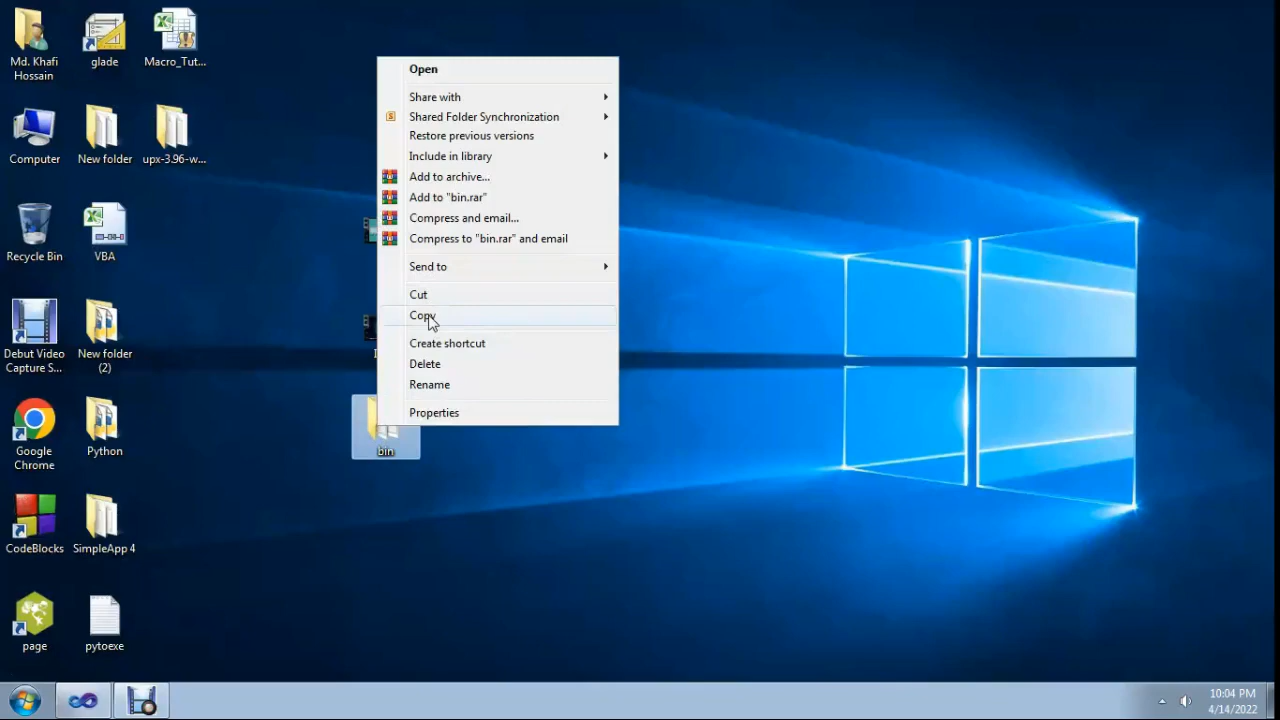 Md. Khafi
Hossain
glade
Macro_Tut...
Computer
New folder
upx-3.96-w...
Recycle Bin
VBA
Debut Video
Capture S...
New folder
(2)
Google
Chrome
Python
CodeBlocks
SimpleApp 4
page
pytoexe
bin
Open
Share with
S
Shared Folder Synchronization
Restore previous versions
Include in library
Add to archive...
Add to "bin.rar"
Compress and email...
Compress to "bin.rar" and email
Send to
Cut
Copy
Create shortcut
Delete
Rename
Properties
10:04 PM
4/14/2022